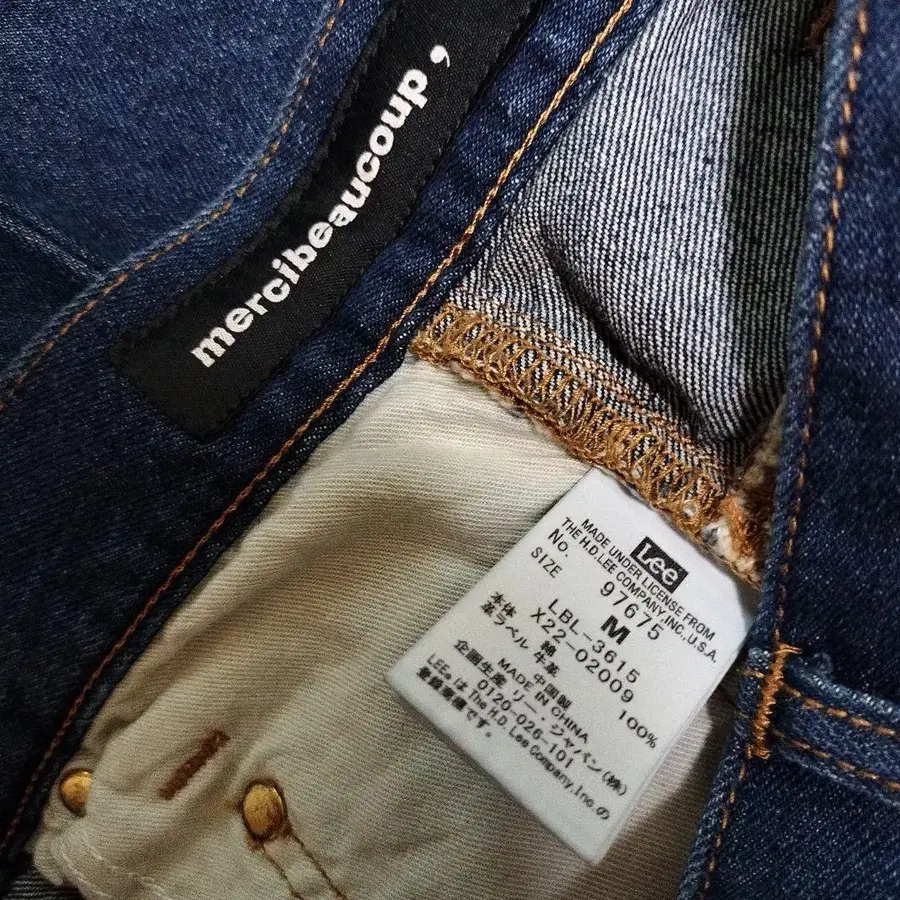 mercibeaucoup,
Lee
MADE UNDER LICENSE FROM
THE H.D.LEE COMPANY,INC.,U.S.A.
No. 97675
SIZE M
LBL-3615
X22-02009
本体 綿 100%
革ラベル 牛革
中国製
MADE IN CHINA
企画生産 リー・ジャパン(株)
0120-026-101
LEE®は The H.D. Lee Company,Inc.の
登録商標です。